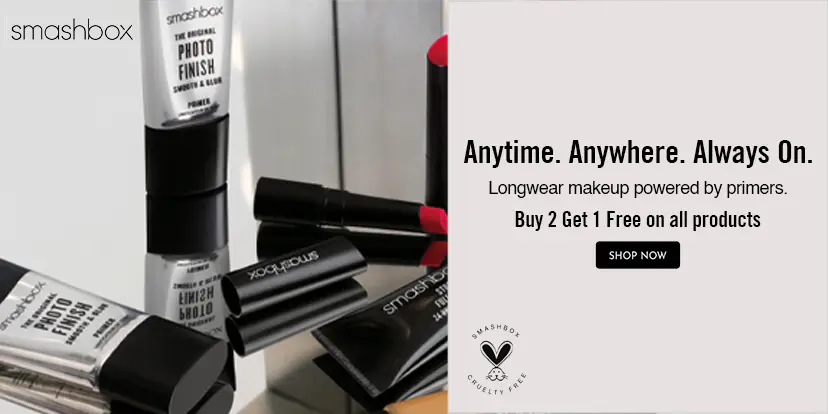 smashbox
smashbox
THE ORIGINAL
PHOTO
FINISH
SMOOTH & BLUR
PRIMER
Anytime. Anywhere. Always On.
Longwear makeup powered by primers.
Buy 2 Get 1 Free on all products
SHOP NOW
SMASHBOX
CRUELTY FREE
smashbox
smashbox
smashbox
THE ORIGINAL
PHOTO
FINISH
SMOOTH & BLUR
PRIMER